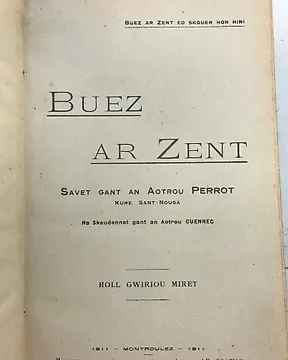 BUEZ AR ZENT EO SKOUER NON HINI
BUEZ
AR ZENT
SAVET GANT AN AOTROU PERROT
KURE SANT-NOUGA
Ha Skeudennet gant an Aotrou GUENNEC
HOLL GWIRIOU MIRET
1911 — MONTROULEZ — 1911